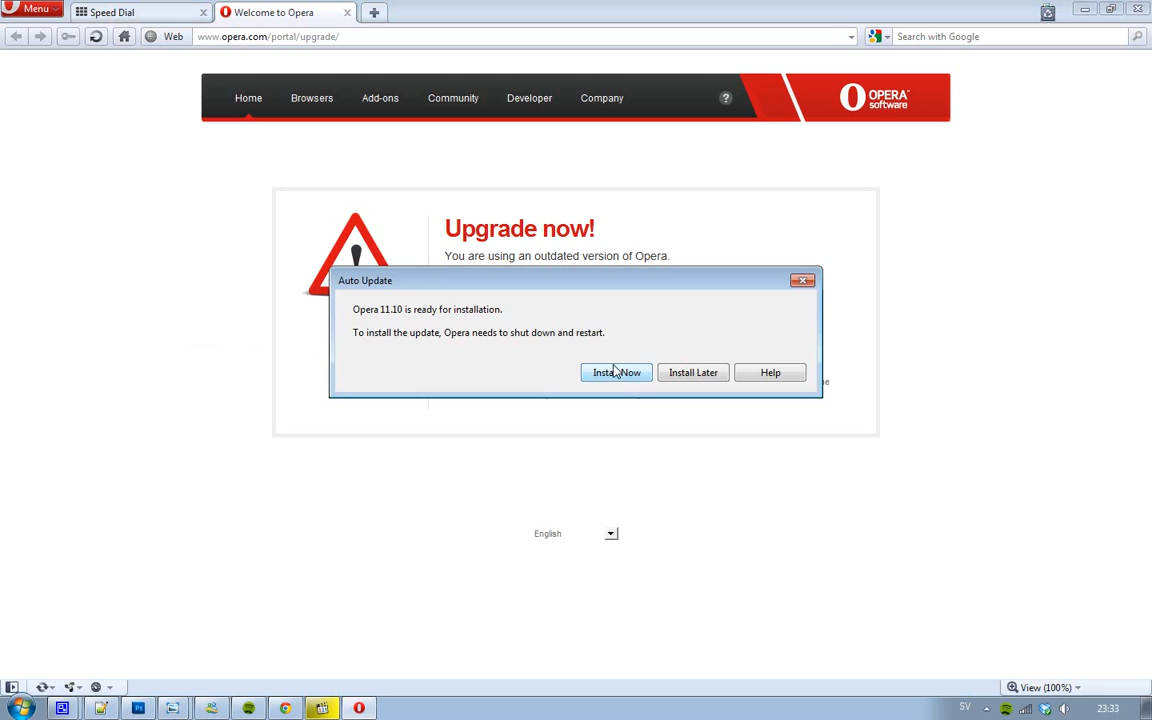 Menu
Speed Dial
Welcome to Opera
Web
www.opera.com/portal/upgrade/
Search with Google
Home
Browsers
Add-ons
Community
Developer
Company
?
OPERA
software
Upgrade now!
You are using an outdated version of Opera.
Auto Update
Opera 11.10 is ready for installation.
To install the update, Opera needs to shut down and restart.
Install Now
Install Later
Help
English
View (100%)
SV
23:33